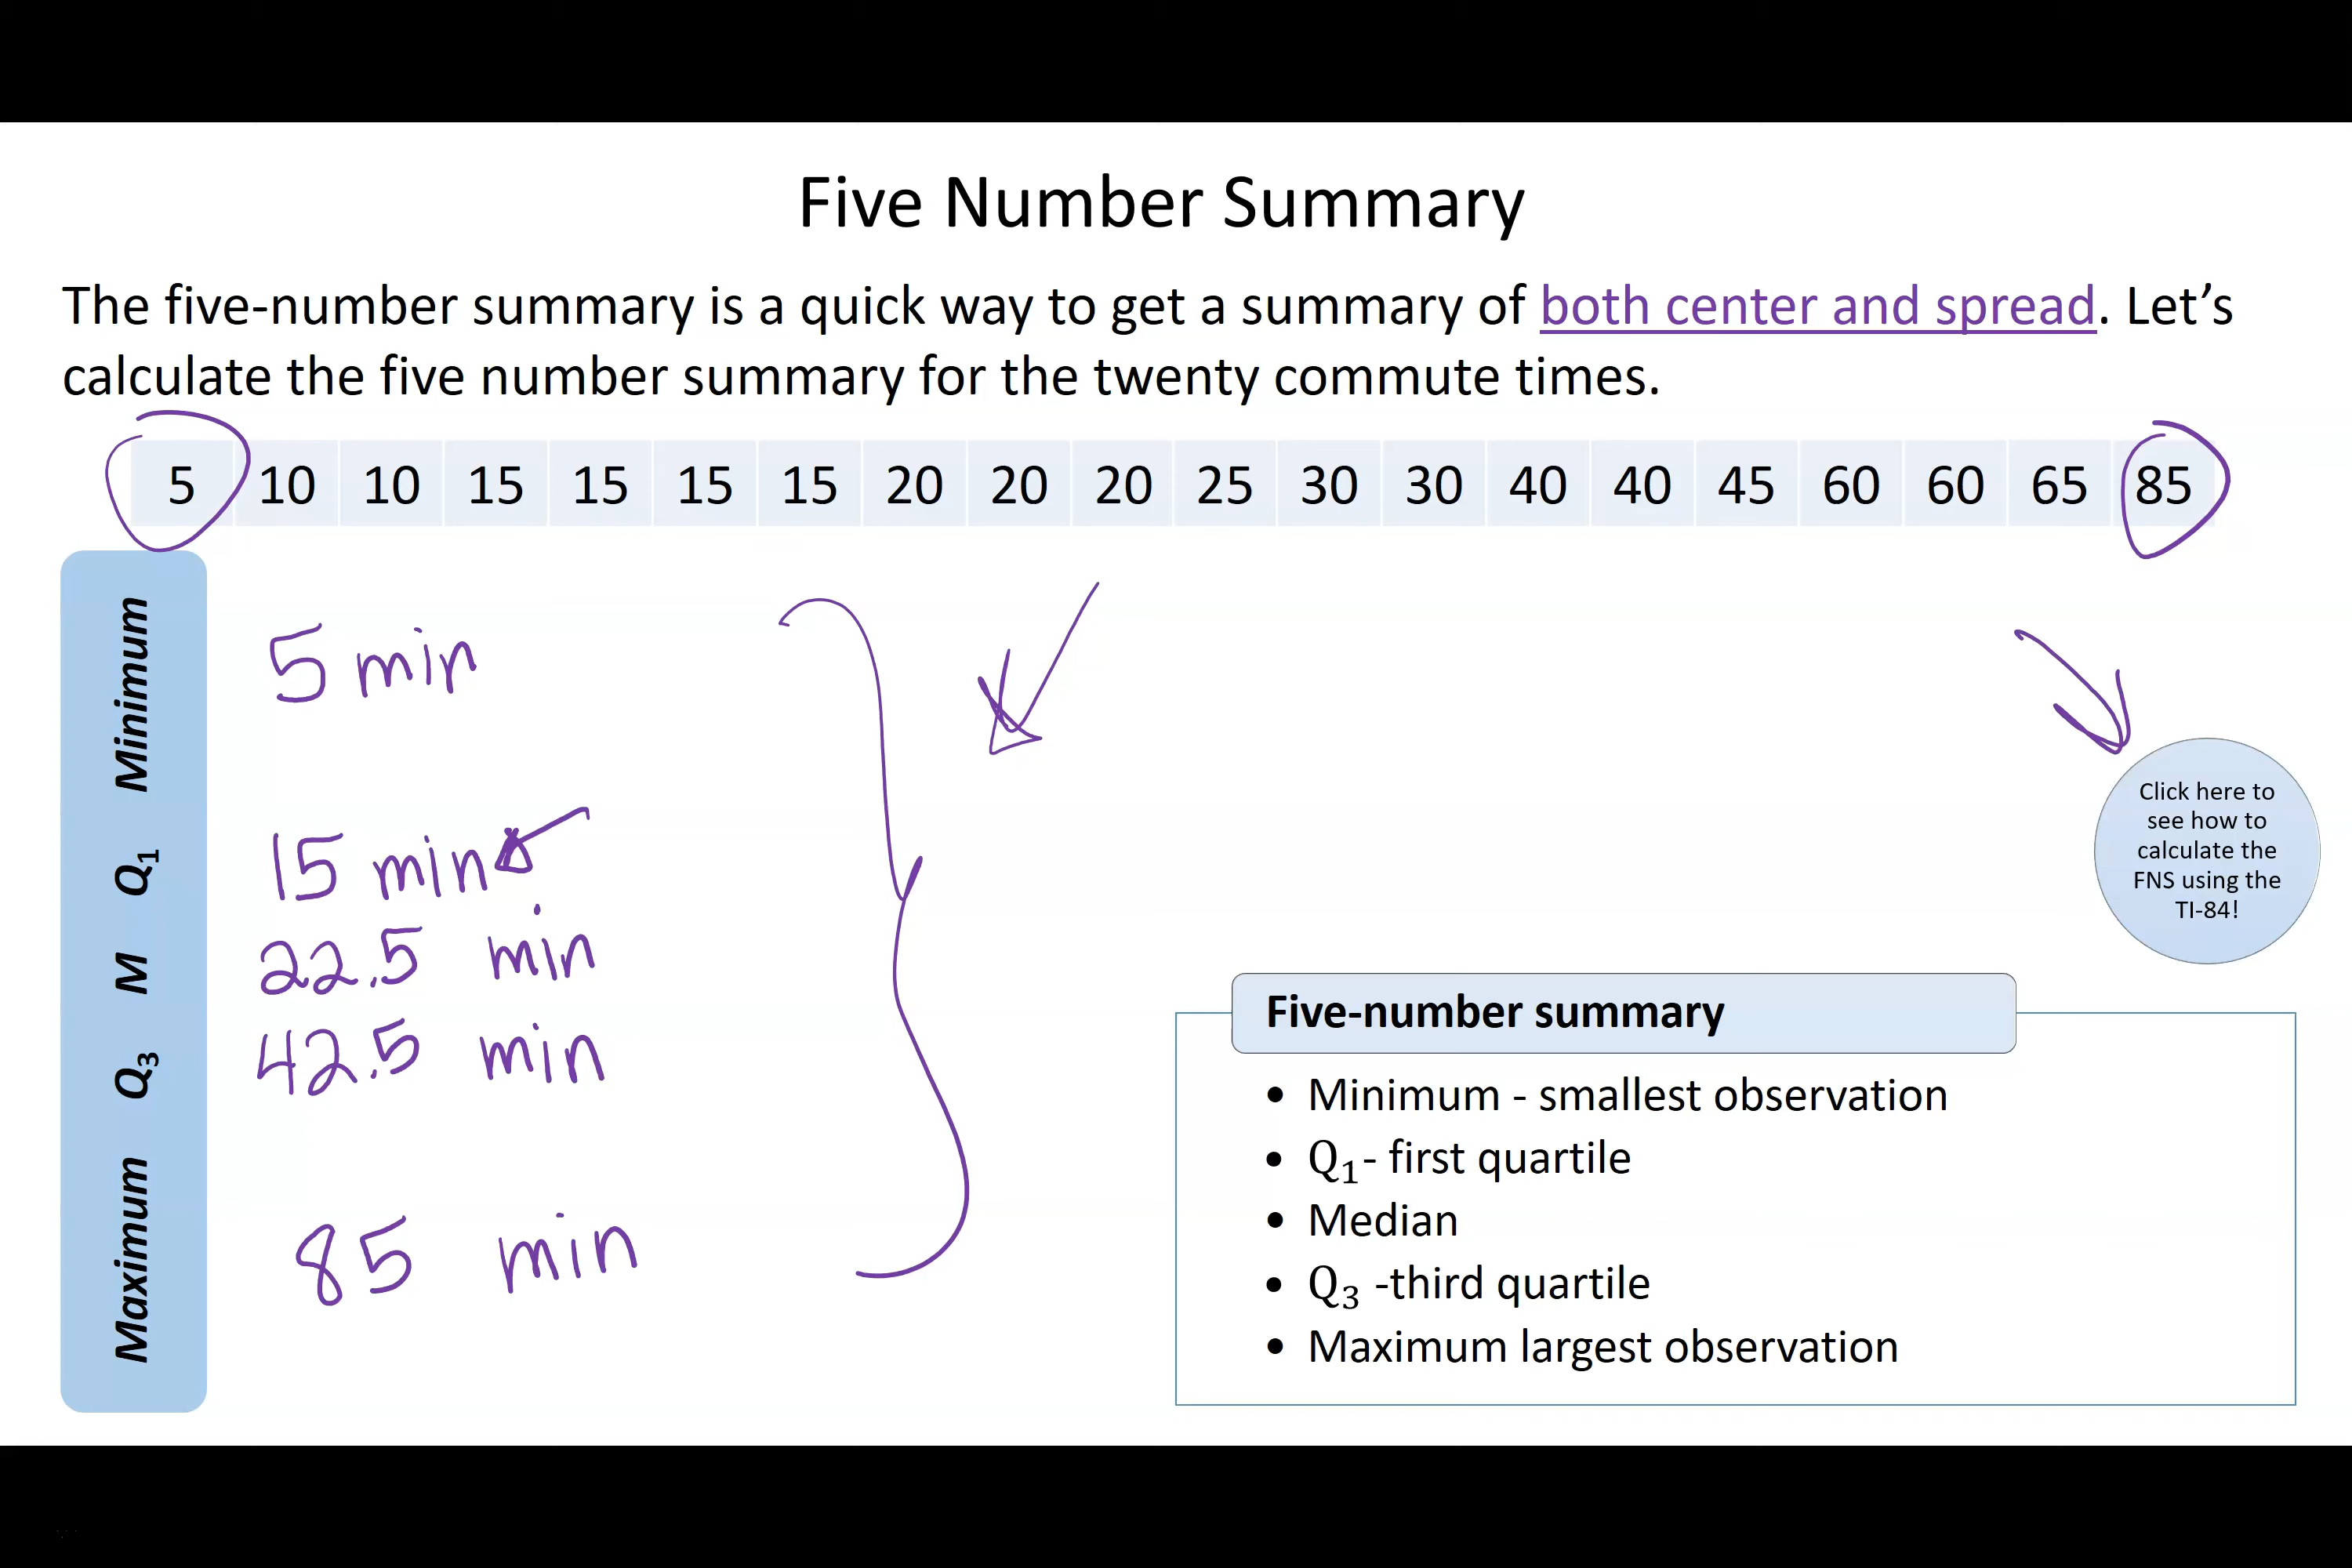 Five Number Summary
The five-number summary is a quick way to get a summary of both center and spread. Let’s
calculate the five number summary for the twenty commute times.
5 10 10 15 15 15 15 20 20 20 25 30 30 40 40 45 60 60 65 85
Minimum
5 min
Q1
15 min
M
22.5 min
Q3
42.5 min
Maximum
85 min
Click here to
see how to
calculate the
FNS using the
TI-84!
Five-number summary
• Minimum - smallest observation
• Q1- first quartile
• Median
• Q3 -third quartile
• Maximum largest observation